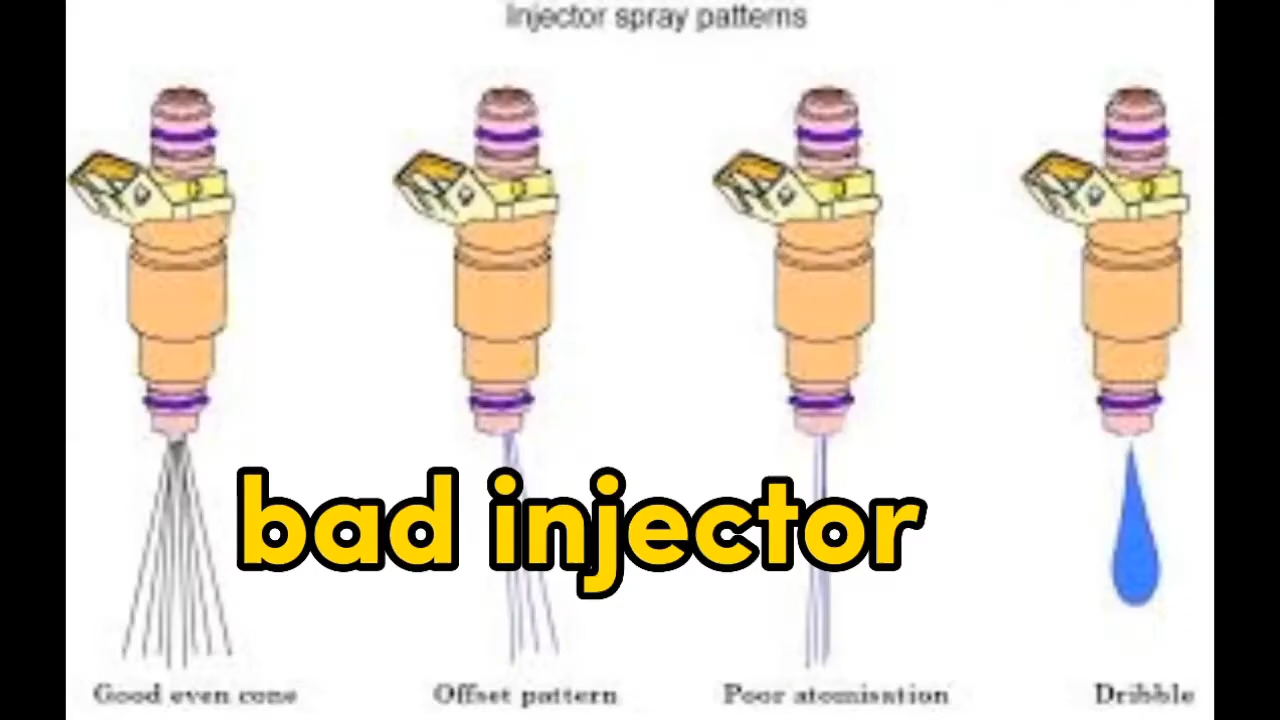 Injector spray patterns
bad injector
Good even cone
Offset pattern
Poor atomisation
Dribble